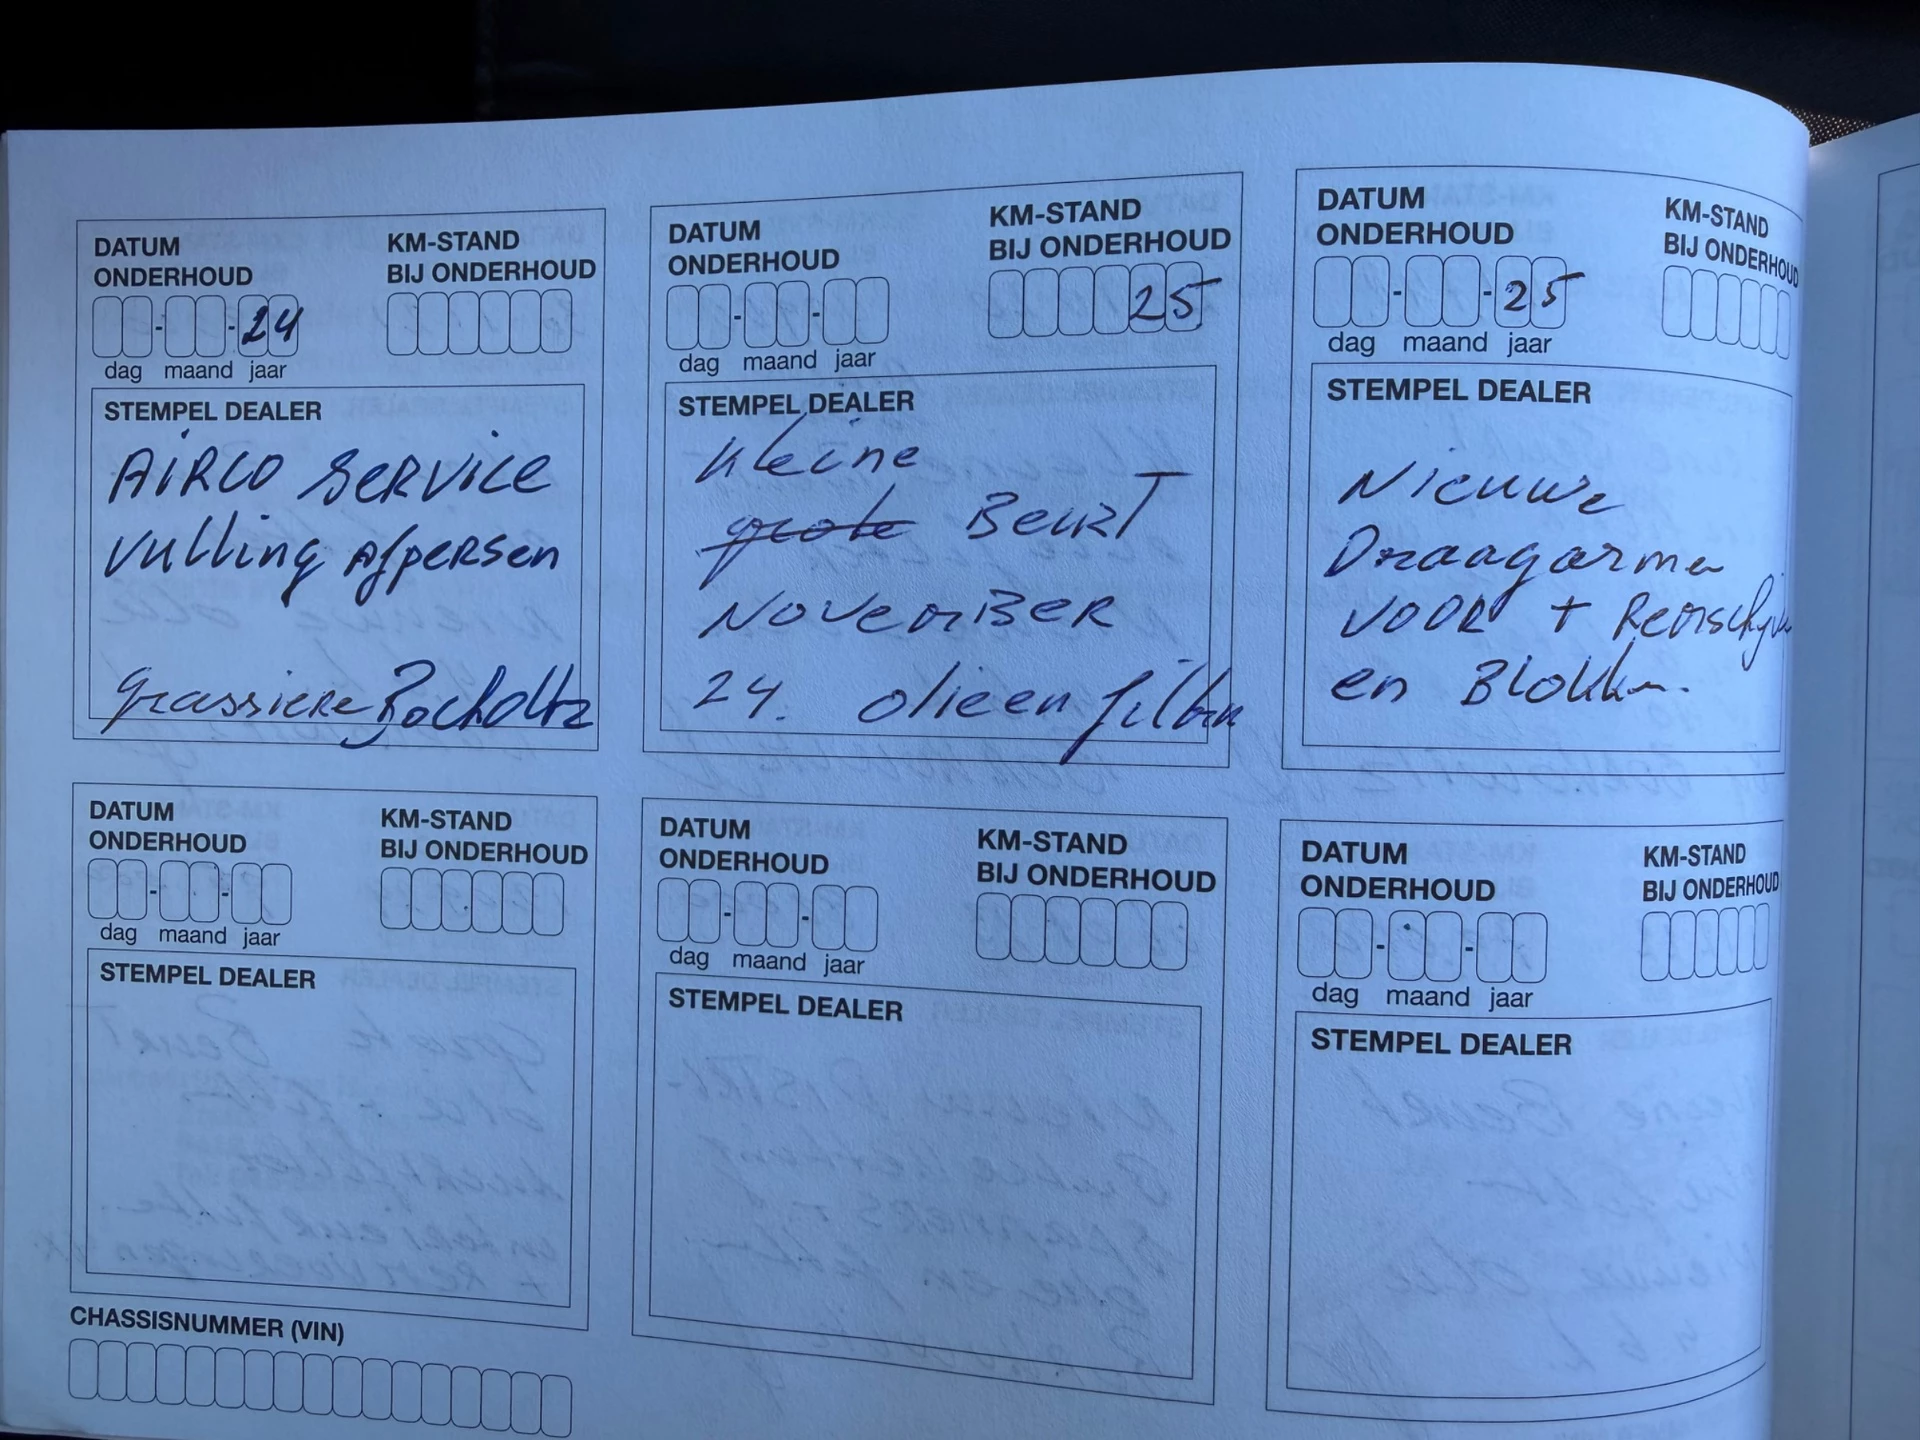 DATUM ONDERHOUD
KM-STAND BIJ ONDERHOUD
24
dag maand jaar
STEMPEL DEALER
AIRCO SERVICE
vulling Afpersen
Bocholtz
DATUM ONDERHOUD
KM-STAND BIJ ONDERHOUD
25
dag maand jaar
STEMPEL DEALER
kleine
grote BEURT
NOVEMBER
24. olie en filter
DATUM ONDERHOUD
KM-STAND BIJ ONDERHOUD
25
dag maand jaar
STEMPEL DEALER
Nieuwe
Draagarmen
VOOR + Remschijven
en Blokken.
DATUM ONDERHOUD
KM-STAND BIJ ONDERHOUD
dag maand jaar
STEMPEL DEALER
DATUM ONDERHOUD
KM-STAND BIJ ONDERHOUD
dag maand jaar
STEMPEL DEALER
DATUM ONDERHOUD
KM-STAND BIJ ONDERHOUD
dag maand jaar
STEMPEL DEALER
CHASSISNUMMER (VIN)